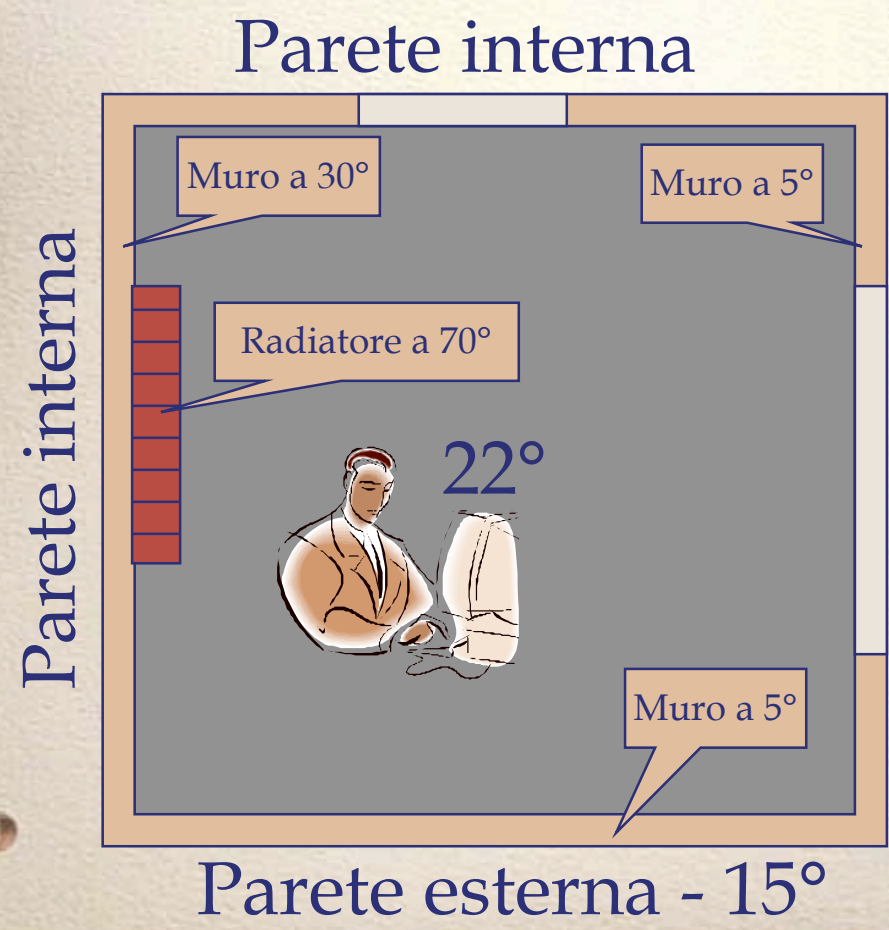 Parete interna
Muro a 30°
Muro a 5°
Parete interna
Radiatore a 70°
22°
Muro a 5°
Parete esterna - 15°